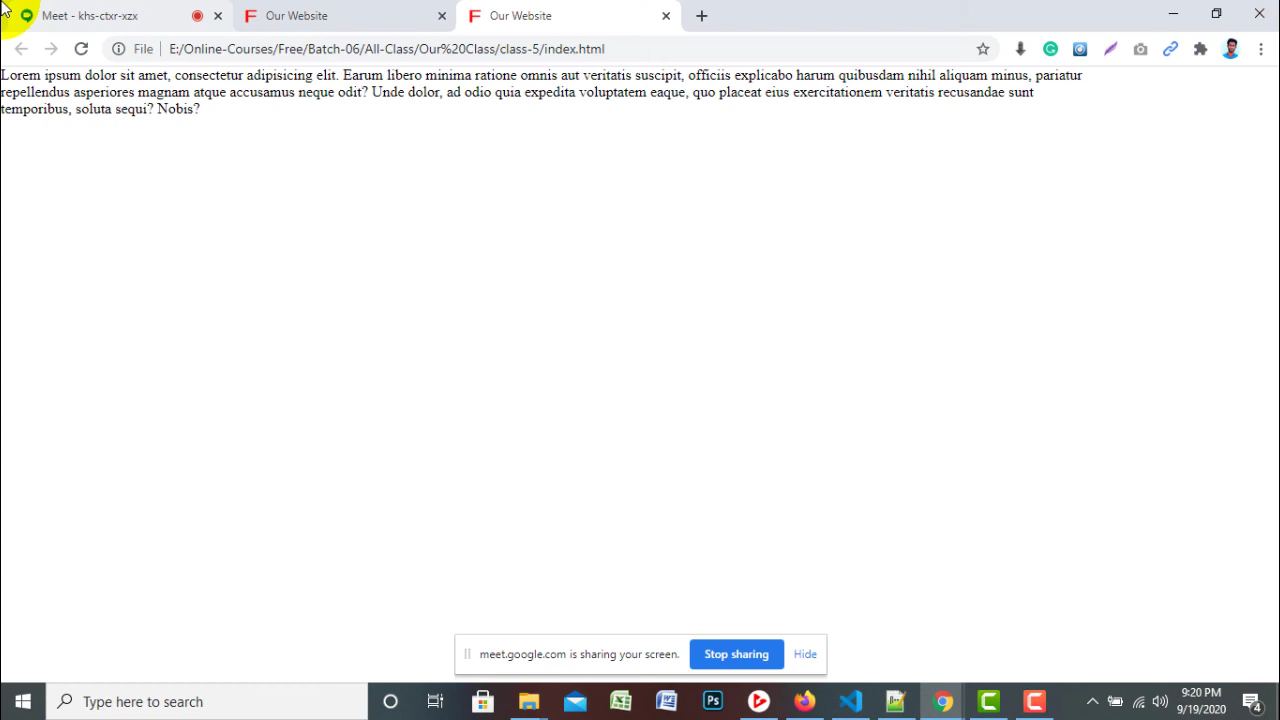 Meet - khs-ctxr-xzx
Our Website
Our Website
File
E:/Online-Courses/Free/Batch-06/All-Class/Our%20Class/class-5/index.html
Lorem ipsum dolor sit amet, consectetur adipisicing elit. Earum libero minima ratione omnis aut veritatis suscipit, officiis explicabo harum quibusdam nihil aliquam minus, pariatur
repellendus asperiores magnam atque accusamus neque odit? Unde dolor, ad odio quia expedita voluptatem eaque, quo placeat eius exercitationem veritatis recusandae sunt
temporibus, soluta sequi? Nobis?
meet.google.com is sharing your screen.
Stop sharing
Hide
Type here to search
Ps
9:20 PM
9/19/2020
4